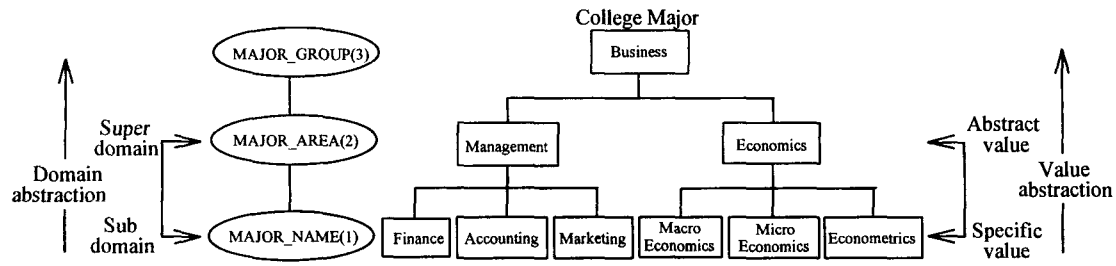 College Major
MAJOR_GROUP(3)
Business
Super
domain
MAJOR_AREA(2)
Management
Economics
Abstract
value
Domain
abstraction
Value
abstraction
Sub
domain
MAJOR_NAME(1)
Finance
Accounting
Marketing
Macro
Economics
Micro
Economics
Econometrics
Specific
value